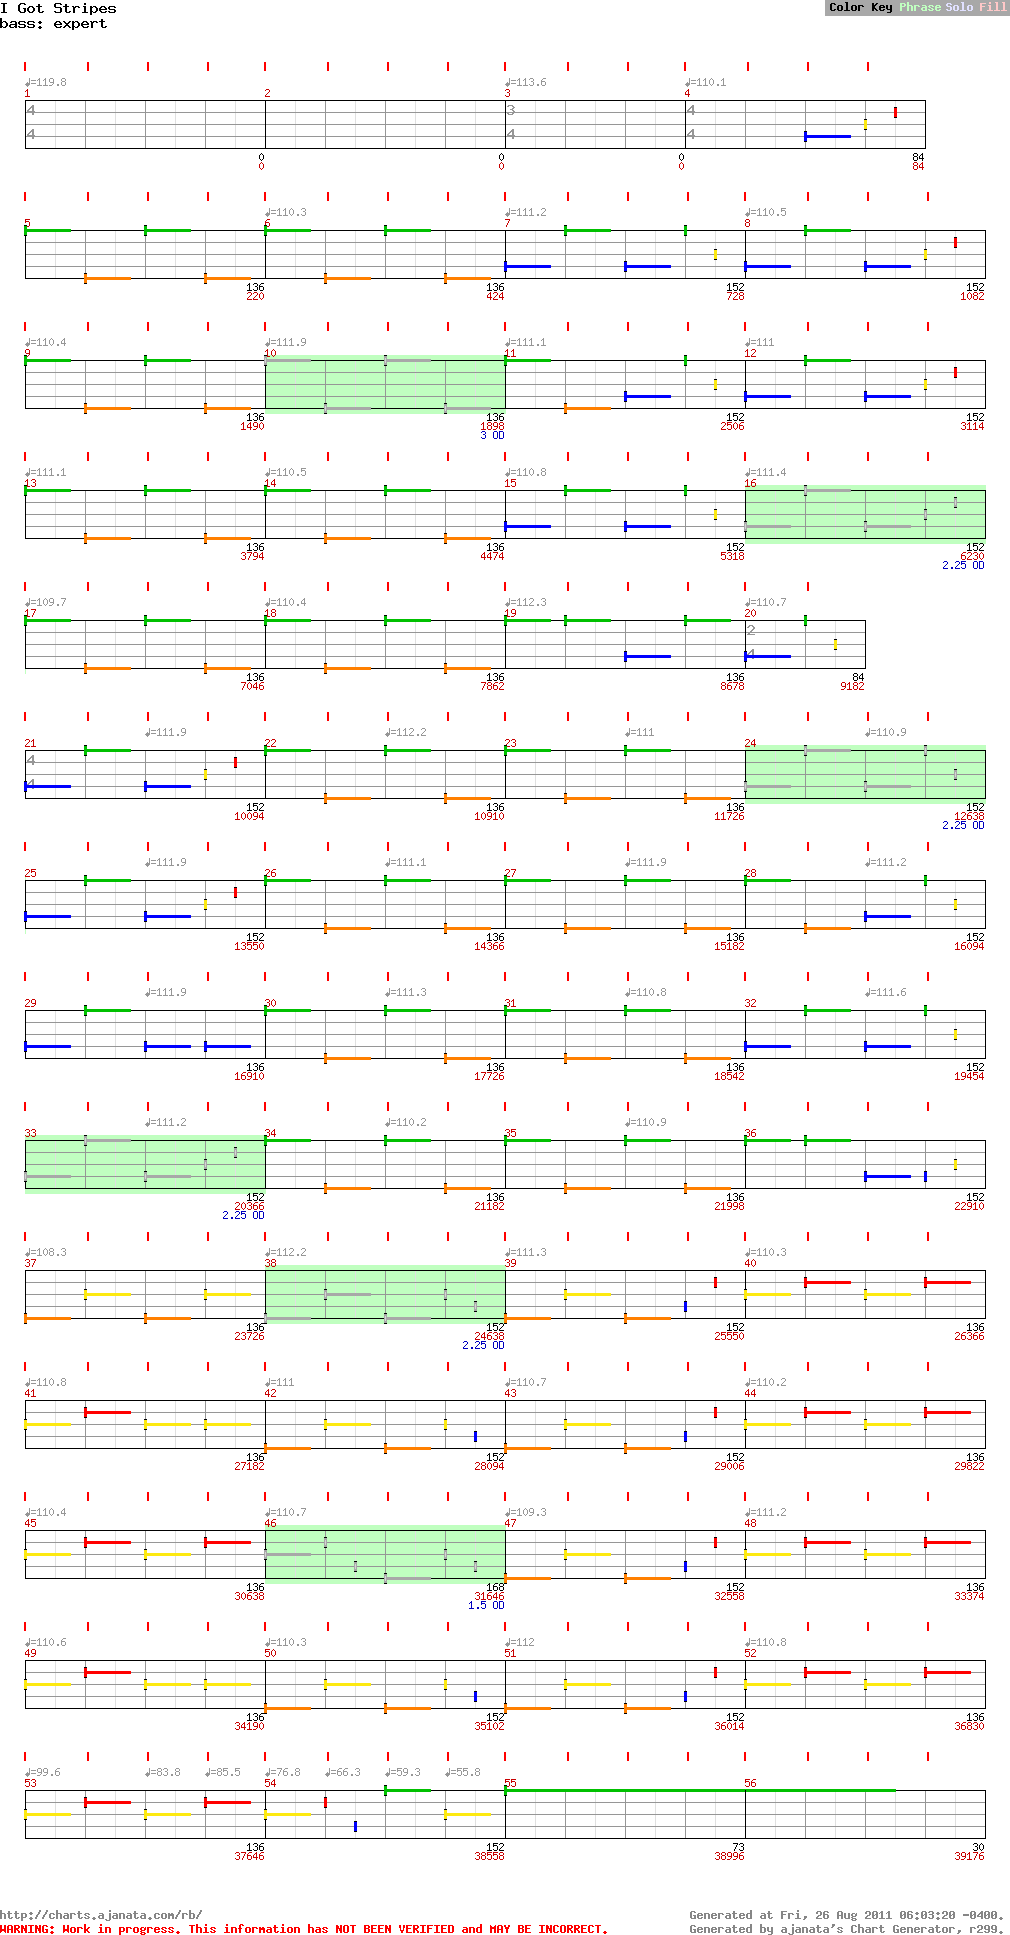 I Got Stripes
bass: expert
Color Key Phrase Solo Fill
♩=119.8 ♩=113.6 ♩=110.1
1 2 3 4
4 3 4
4 4 4
0 0 0 84
0 0 0 84
♩=110.3 ♩=111.2 ♩=110.5
5 6 7 8
136 136 152 152
220 424 728 1082
♩=110.4 ♩=111.9 ♩=111.1 ♩=111
9 10 11 12
136 136 152 152
1490 1898 2506 3114
3 OD
♩=111.1 ♩=110.5 ♩=110.8 ♩=111.4
13 14 15 16
136 136 152 152
3794 4474 5318 6230
2.25 OD
♩=109.7 ♩=110.4 ♩=112.3 ♩=110.7
17 18 19 20
2
4
136 136 136 84
7046 7862 8678 9182
♩=111.9 ♩=112.2 ♩=111 ♩=110.9
21 22 23 24
4
4
152 136 136 152
10094 10910 11726 12638
2.25 OD
♩=111.9 ♩=111.1 ♩=111.9 ♩=111.2
25 26 27 28
152 136 136 152
13550 14366 15182 16094
♩=111.9 ♩=111.3 ♩=110.8 ♩=111.6
29 30 31 32
136 136 136 152
16910 17726 18542 19454
♩=111.2 ♩=110.2 ♩=110.9
33 34 35 36
152 136 136 152
20366 21182 21998 22910
2.25 OD
♩=108.3 ♩=112.2 ♩=111.3 ♩=110.3
37 38 39 40
136 152 152 136
23726 24638 25550 26366
2.25 OD
♩=110.8 ♩=111 ♩=110.7 ♩=110.2
41 42 43 44
136 152 152 136
27182 28094 29006 29822
♩=110.4 ♩=110.7 ♩=109.3 ♩=111.2
45 46 47 48
136 168 152 136
30638 31646 32558 33374
1.5 OD
♩=110.6 ♩=110.3 ♩=112 ♩=110.8
49 50 51 52
136 152 152 136
34190 35102 36014 36830
♩=99.6 ♩=83.8 ♩=85.5 ♩=76.8 ♩=66.3 ♩=59.3 ♩=55.8
53 54 55 56
136 152 73 30
37646 38558 38996 39176
http://charts.ajanata.com/rb/
Generated at Fri, 26 Aug 2011 06:03:20 -0400.
WARNING: Work in progress. This information has NOT BEEN VERIFIED and MAY BE INCORRECT.
Generated by ajanata's Chart Generator, r299.